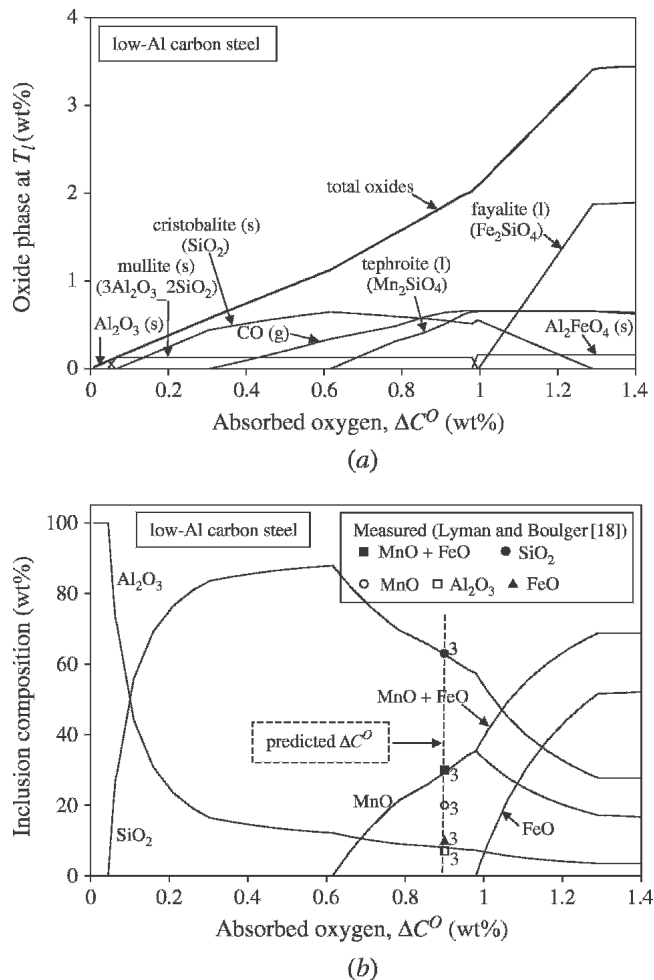 low-Al carbon steel
4
3
2
1
0
Oxide phase at T_l (wt%)
total oxides
cristobalite (s)
(SiO₂)
mullite (s)
(3Al₂O₃_2SiO₂)
Al₂O₃ (s)
CO (g)
tephroite (l)
(Mn₂SiO₄)
fayalite (l)
(Fe₂SiO₄)
Al₂FeO₄ (s)
0 0.2 0.4 0.6 0.8 1 1.2 1.4
Absorbed oxygen, ΔC^O (wt%)
(a)
low-Al carbon steel
Measured (Lyman and Boulger [18])
■ MnO + FeO ● SiO₂
○ MnO □ Al₂O₃ ▲ FeO
100
80
60
40
20
0
Inclusion composition (wt%)
Al₂O₃
SiO₂
predicted ΔC^O
MnO + FeO
MnO
FeO
3
3
3
3
3
0 0.2 0.4 0.6 0.8 1 1.2 1.4
Absorbed oxygen, ΔC^O (wt%)
(b)